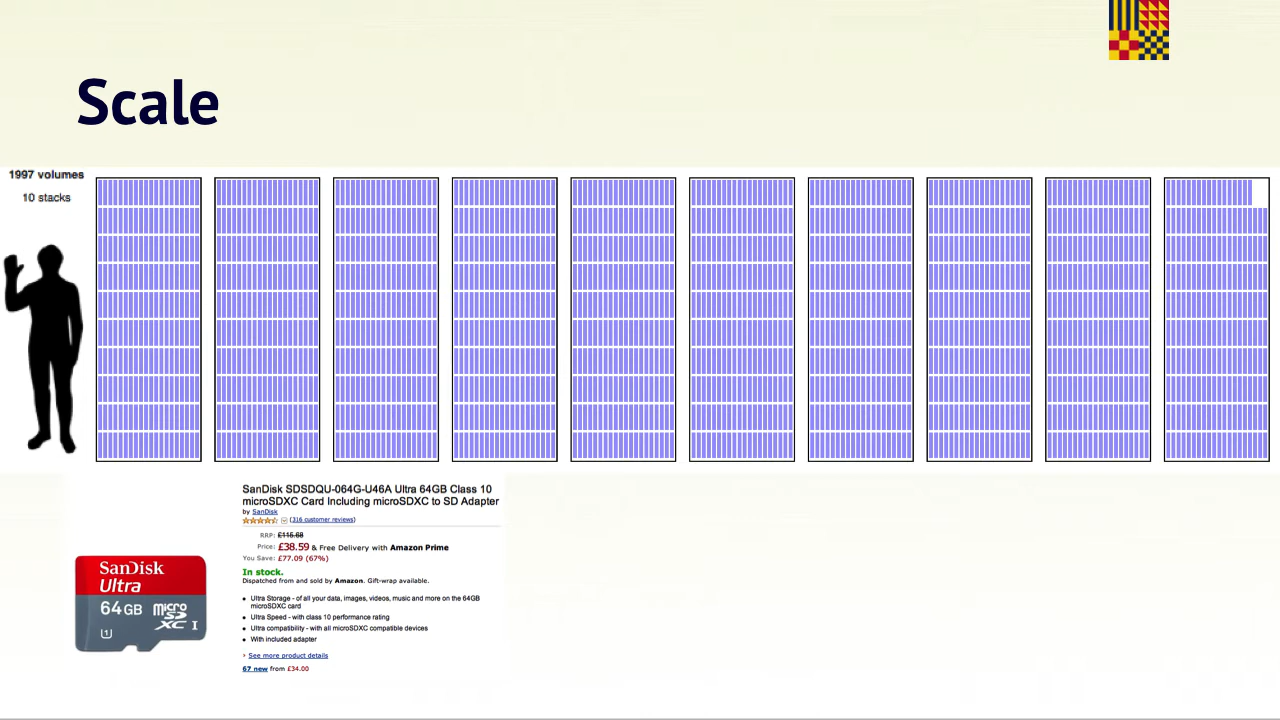 Scale
1997 volumes
10 stacks
SanDisk SDSDQU-064G-U46A Ultra 64GB Class 10
microSDXC Card Including microSDXC to SD Adapter
by SanDisk
(316 customer reviews)
RRP: £115.68
Price: £38.59 & Free Delivery with Amazon Prime
You Save: £77.09 (67%)
In stock.
Dispatched from and sold by Amazon. Gift-wrap available.
Ultra Storage - of all your data, images, videos, music and more on the 64GB
microSDXC card
Ultra Speed - with class 10 performance rating
Ultra compatibility - with all microSDXC compatible devices
With included adapter
› See more product details
67 new from £34.00
SanDisk
Ultra
64GB micro
SD
XC I
1